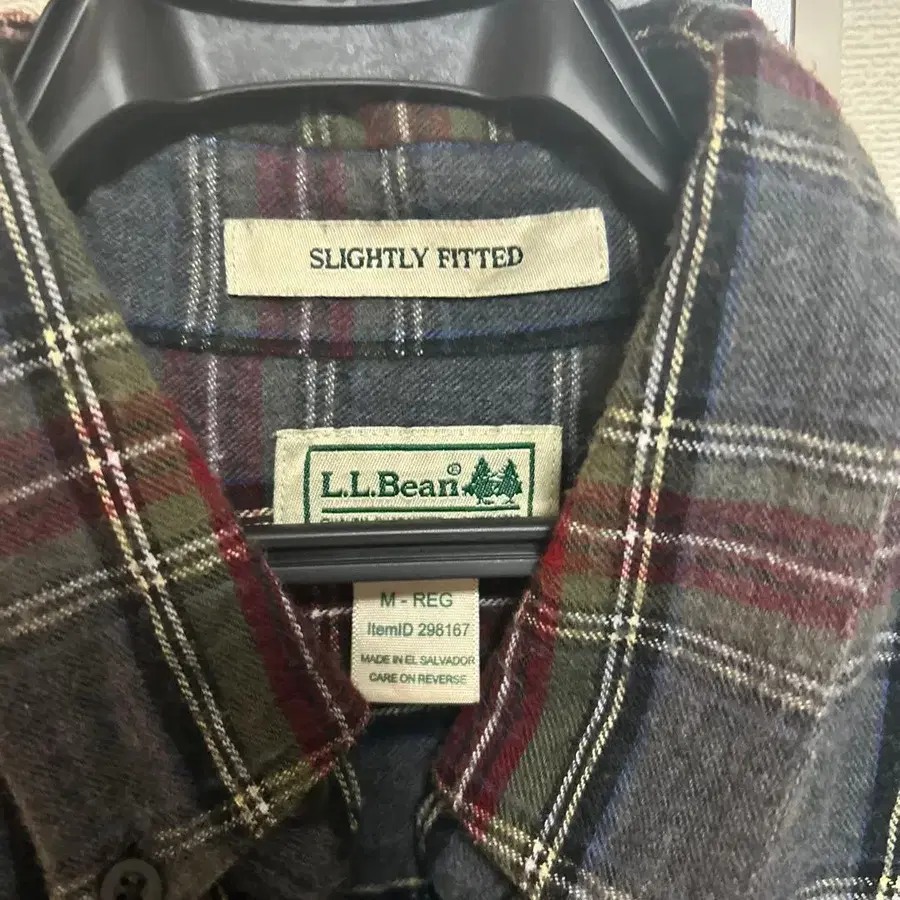 SLIGHTLY FITTED
L.L.Bean®
M - REG
ItemID 298167
MADE IN EL SALVADOR
CARE ON REVERSE